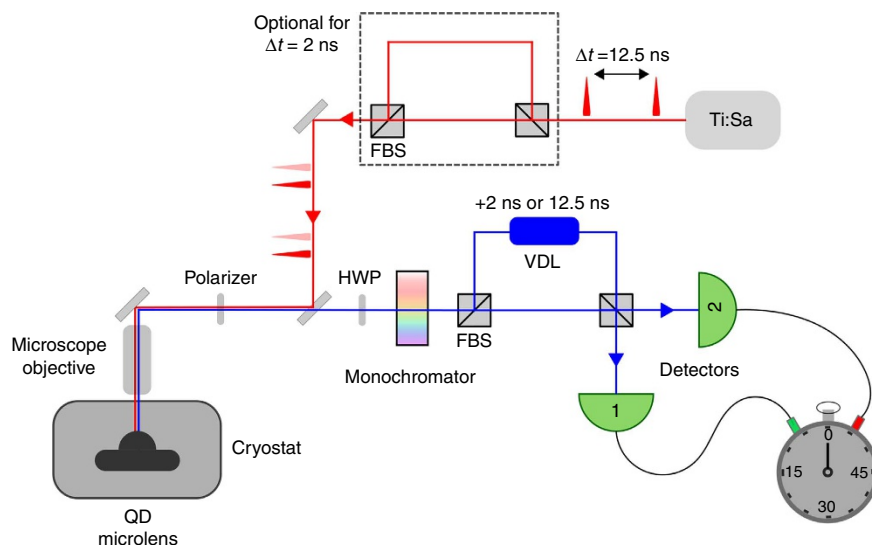 Optional for
Δt = 2 ns
Δt =12.5 ns
Ti:Sa
FBS
+2 ns or 12.5 ns
VDL
Polarizer
HWP
2
FBS
Microscope
objective
Monochromator
Detectors
1
Cryostat
0
15
45
30
QD
microlens